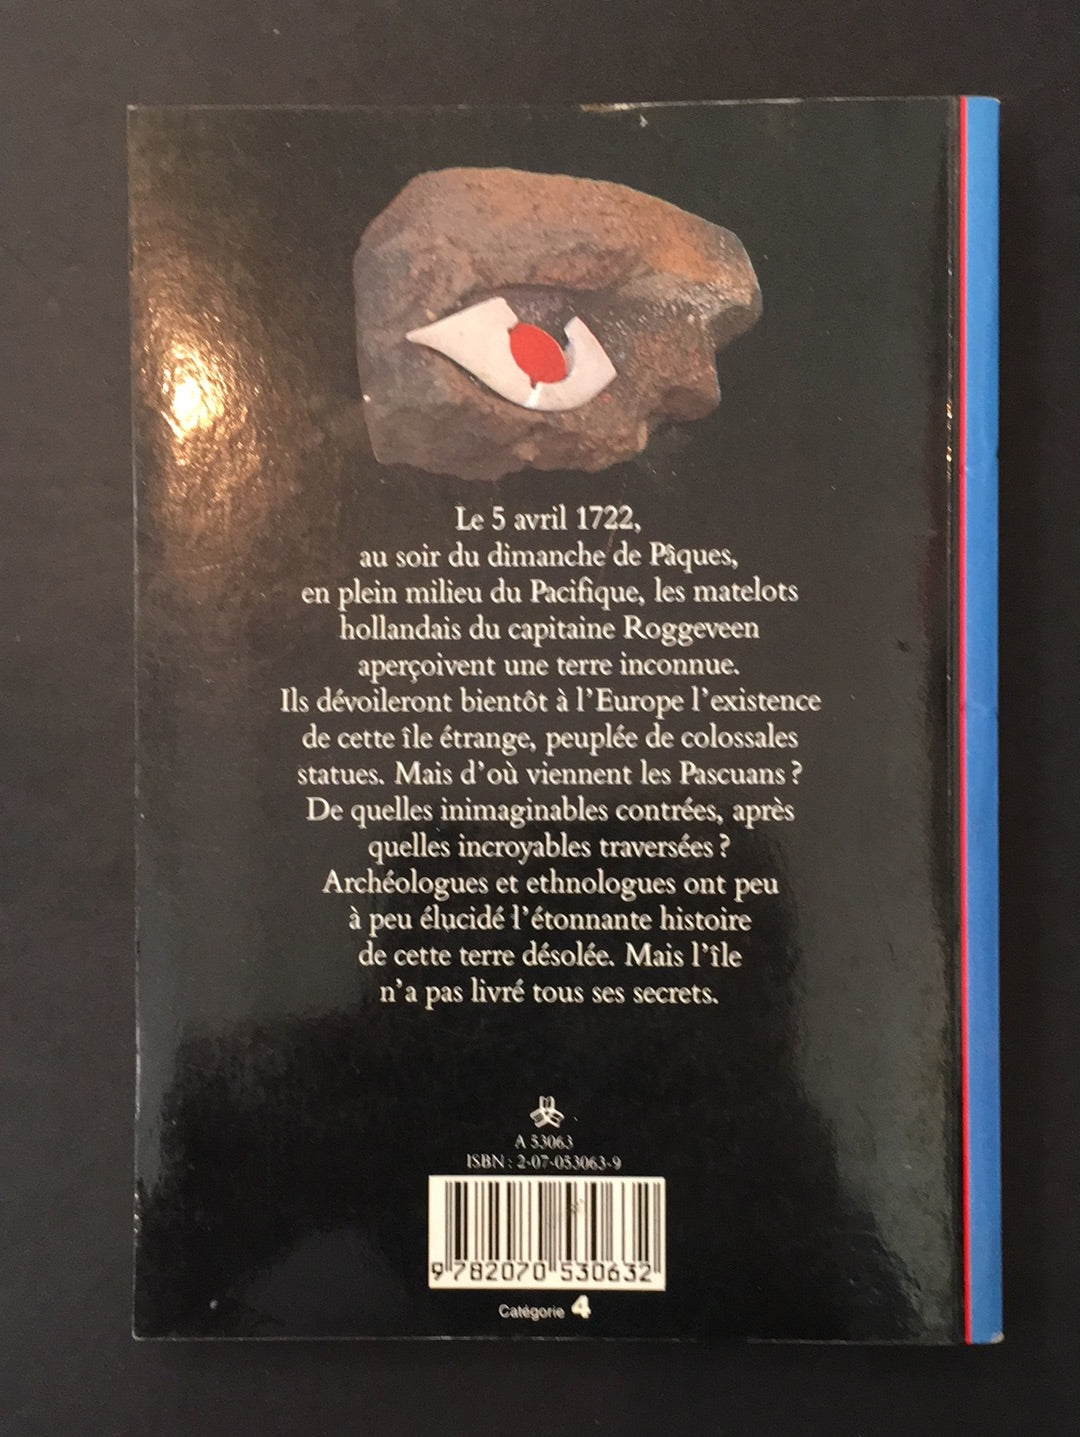 Le 5 avril 1722,
au soir du dimanche de Pâques,
en plein milieu du Pacifique, les matelots
hollandais du capitaine Roggeveen
aperçoivent une terre inconnue.
Ils dévoileront bientôt à l'Europe l'existence
de cette île étrange, peuplée de colossales
statues. Mais d'où viennent les Pascuans ?
De quelles inimaginables contrées, après
quelles incroyables traversées ?
Archéologues et ethnologues ont peu
à peu élucidé l'étonnante histoire
de cette terre désolée. Mais l'île
n'a pas livré tous ses secrets.
A 53063
ISBN : 2-07-053063-9
9 782070 530632
Catégorie 4